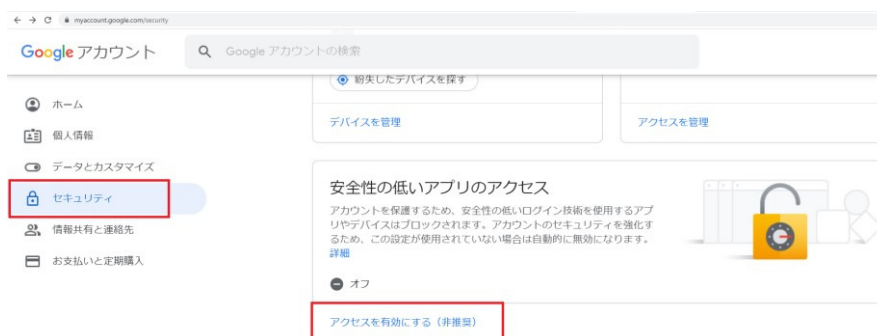 myaccount.google.com/security
Google アカウント
Google アカウントの検索
紛失したデバイスを探す
ホーム
デバイスを管理
アクセスを管理
個人情報
データとカスタマイズ
セキュリティ
安全性の低いアプリのアクセス
アカウントを保護するため、安全性の低いログイン技術を使用するアプ
リやデバイスはブロックされます。アカウントのセキュリティを強化す
るため、この設定が使用されていない場合は自動的に無効になります。
詳細
情報共有と連絡先
お支払いと定期購入
オフ
アクセスを有効にする（非推奨）